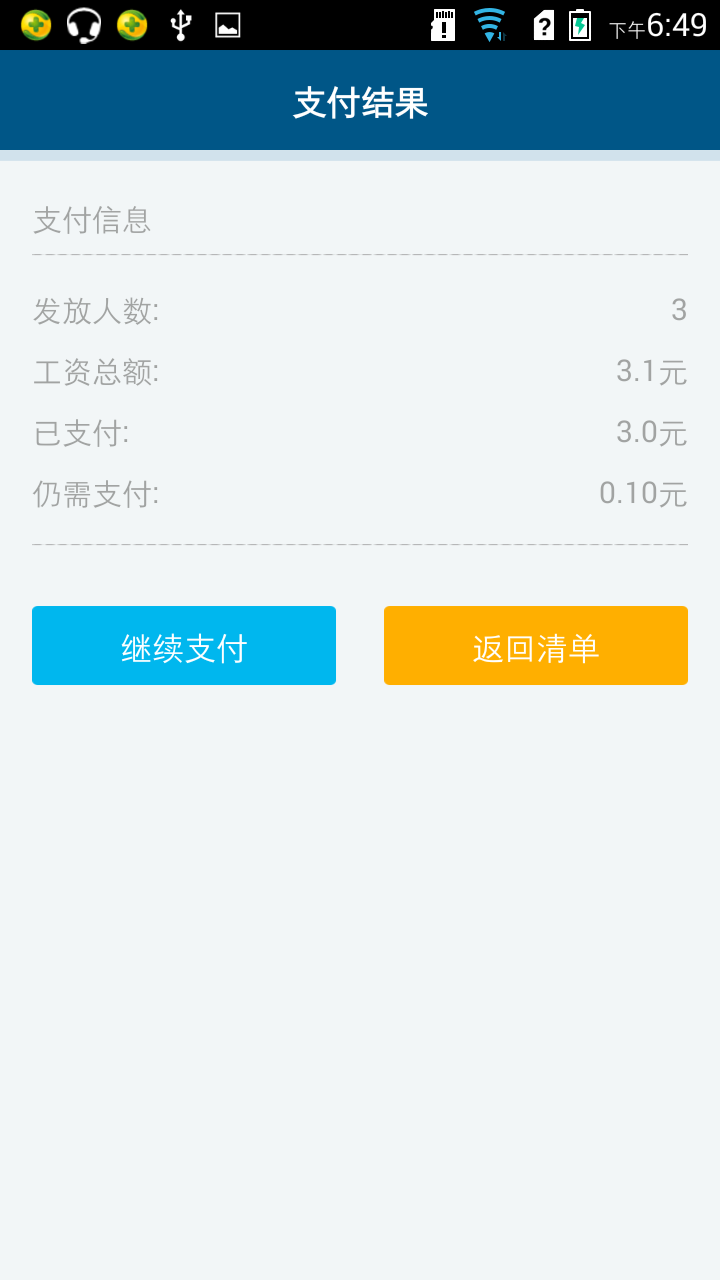 下午6:49
支付结果
支付信息
发放人数: 3
工资总额: 3.1元
已支付: 3.0元
仍需支付: 0.10元
继续支付 返回清单